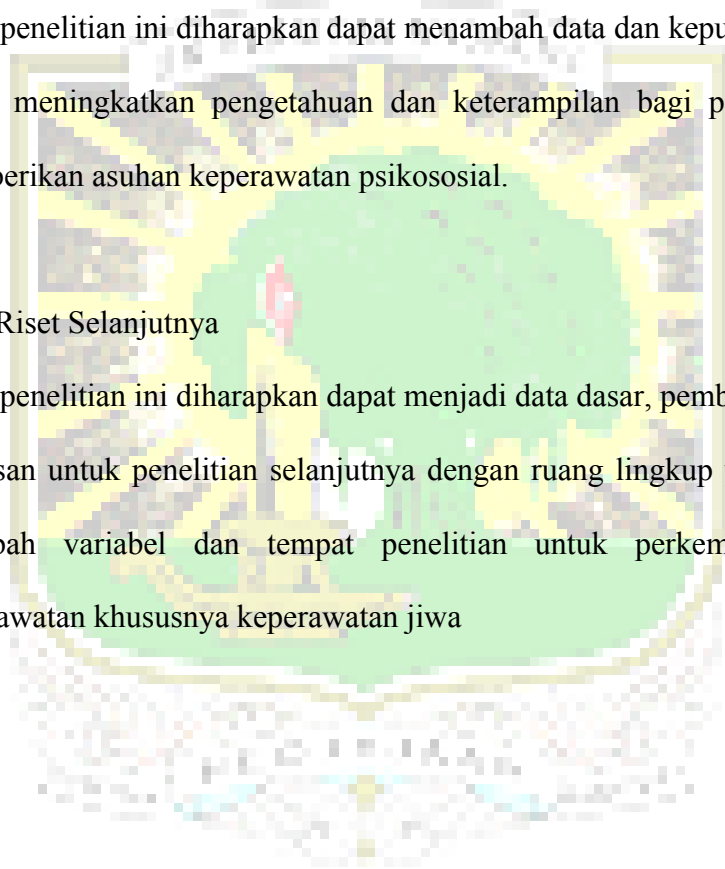 penelitian ini diharapkan dapat menambah data dan kepu
meningkatkan pengetahuan dan keterampilan bagi p
berikan asuhan keperawatan psikososial.
Riset Selanjutnya
penelitian ini diharapkan dapat menjadi data dasar, pemb
san untuk penelitian selanjutnya dengan ruang lingkup
bah variabel dan tempat penelitian untuk perkem
awatan khususnya keperawatan jiwa